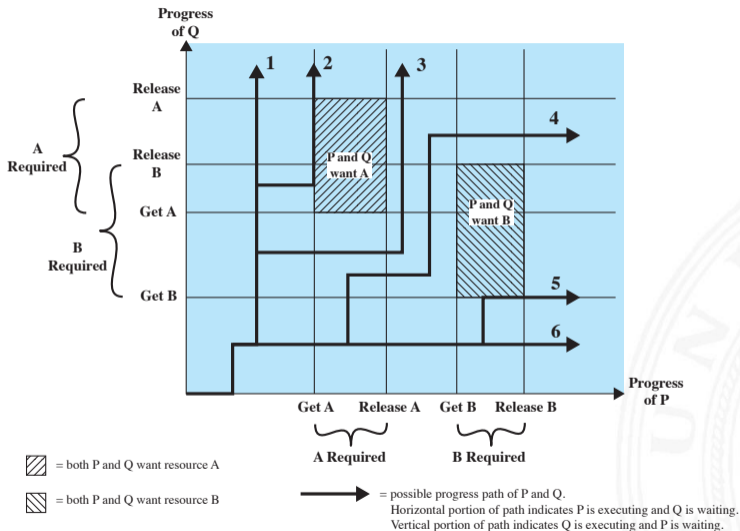 Progress
of Q
1
2
3
Release
A
4
A
Required
Release
B
P and Q
want A
Get A
P and Q
want B
B
Required
Get B
5
6
Progress
of P
Get A
Release A
Get B
Release B
A Required
B Required
= both P and Q want resource A
= both P and Q want resource B
= possible progress path of P and Q.
Horizontal portion of path indicates P is executing and Q is waiting.
Vertical portion of path indicates Q is executing and P is waiting.
U N